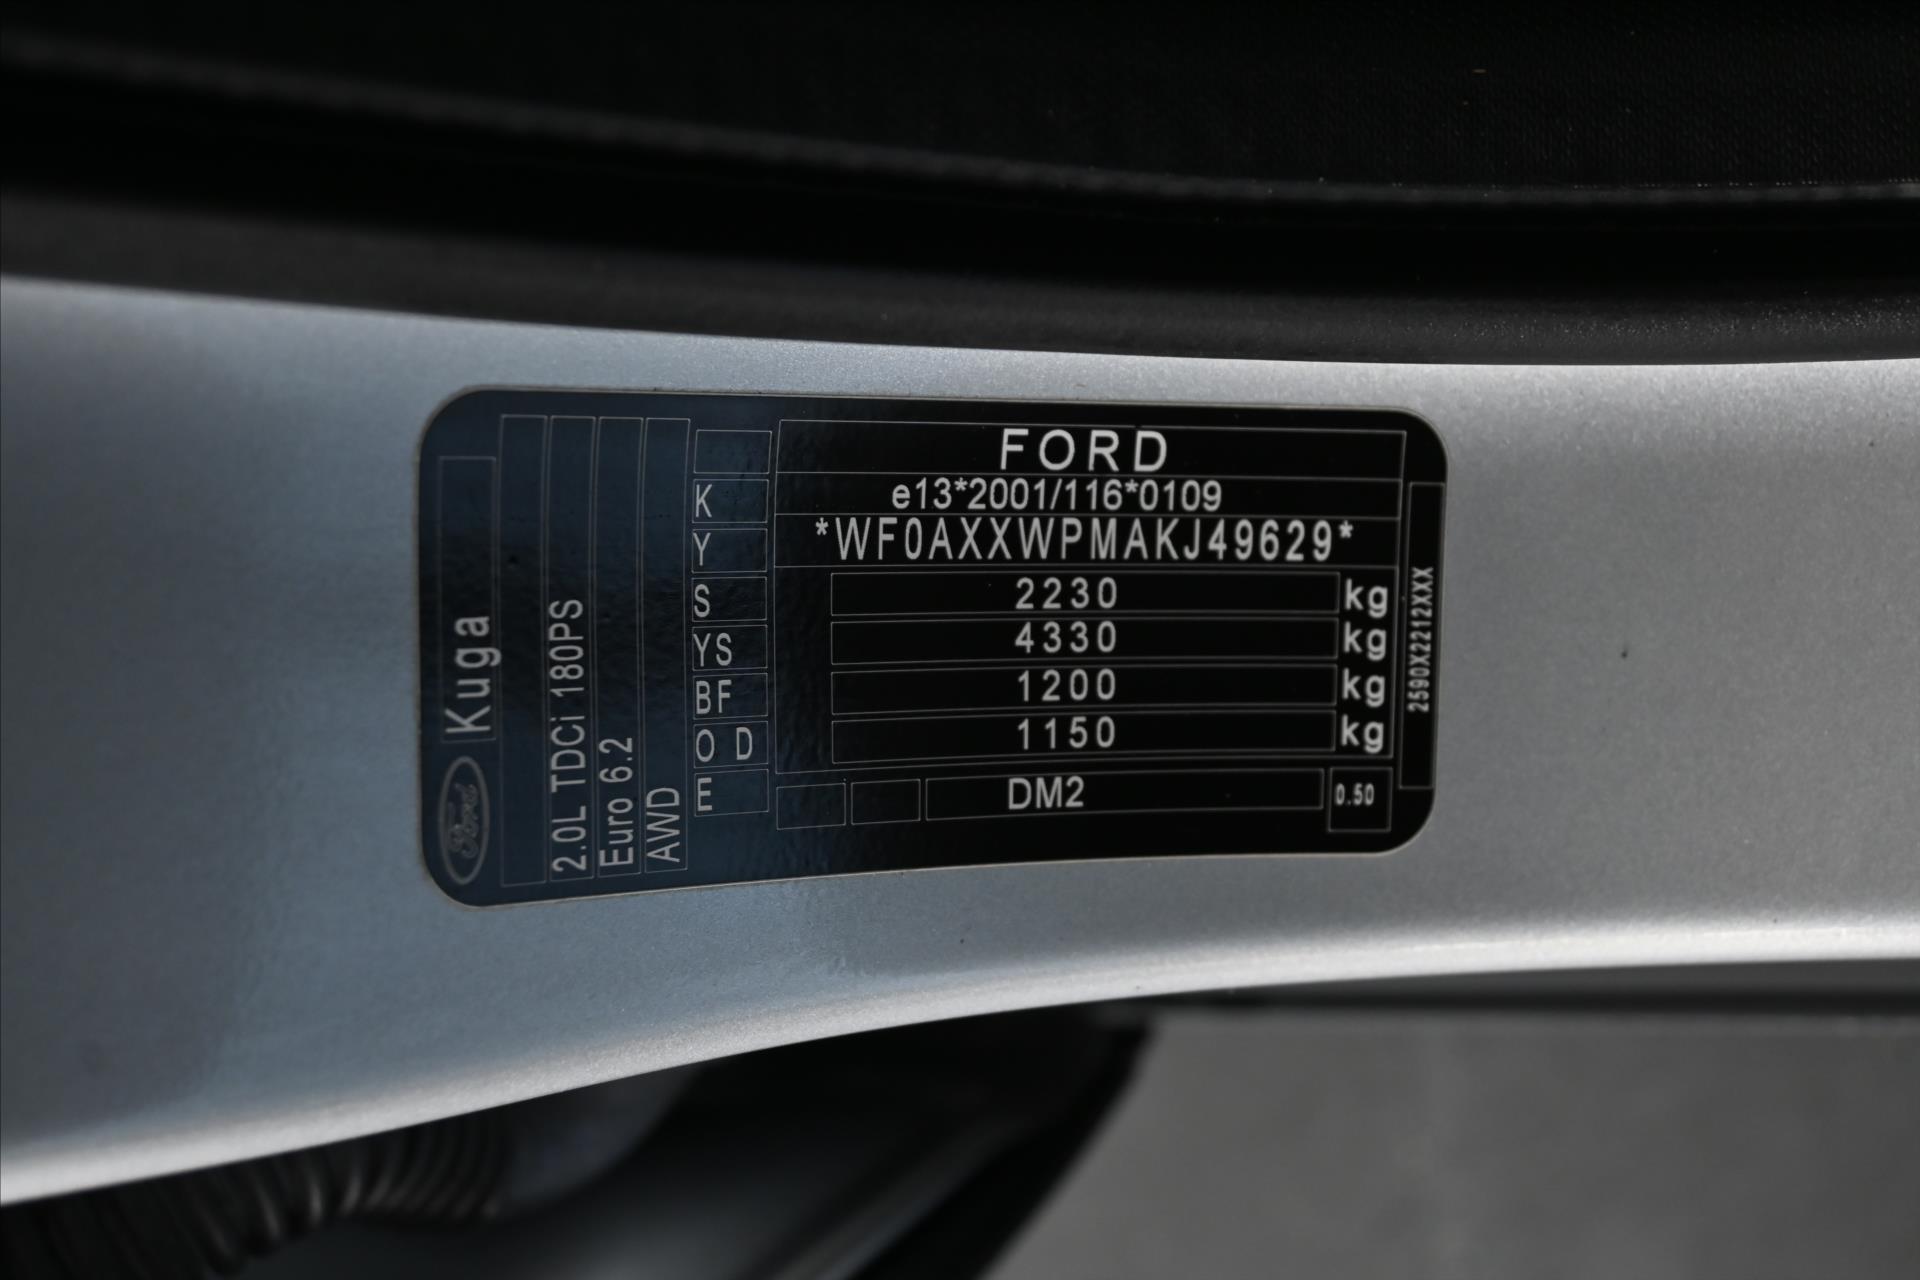 FORD
K e13*2001/116*0109
Y *WF0AXXWPMAKJ49629*
S 2230 kg
YS 4330 kg
BF 1200 kg
O D 1150 kg
E DM2 0.50
Ford Kuga
2.0L TDCi 180PS
Euro 6.2
AWD
2590X2212XXX